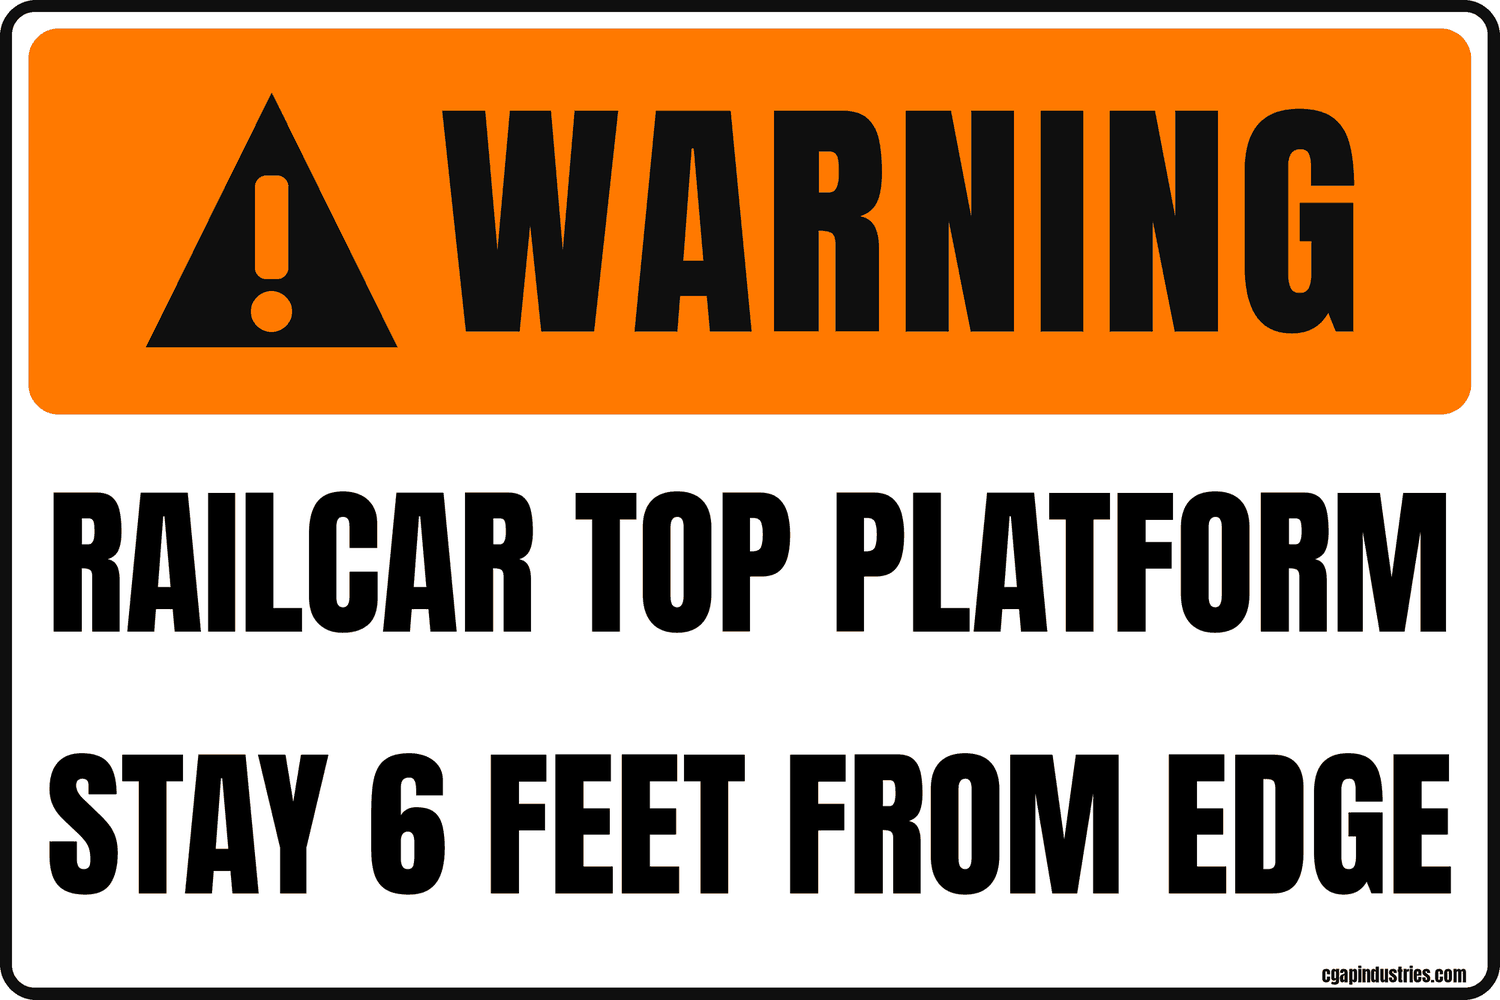 WARNING
RAILCAR TOP PLATFORM
STAY 6 FEET FROM EDGE
cgapindustries.com